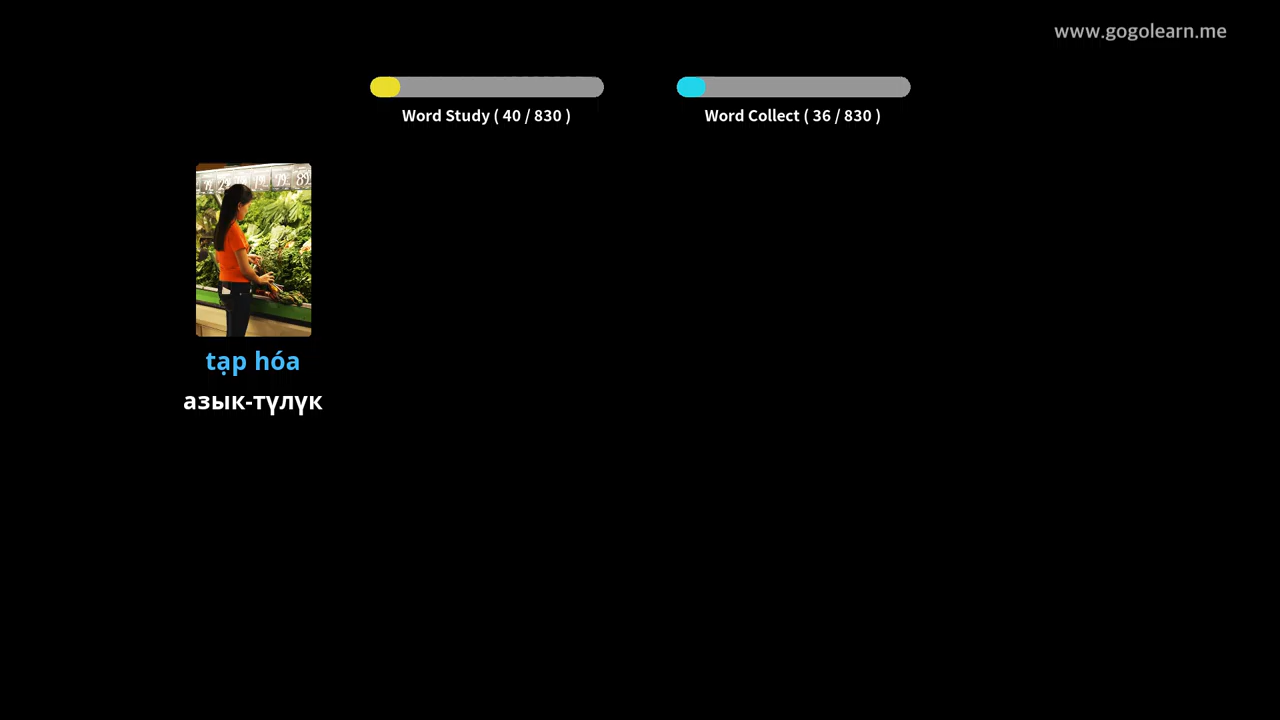 www.gogolearn.me
Word Study ( 40 / 830 )
Word Collect ( 36 / 830 )
tạp hóa
азык-түлүк